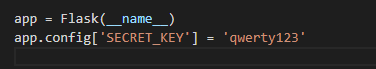 app = Flask(__name__)
app.config['SECRET_KEY'] = 'qwerty123'